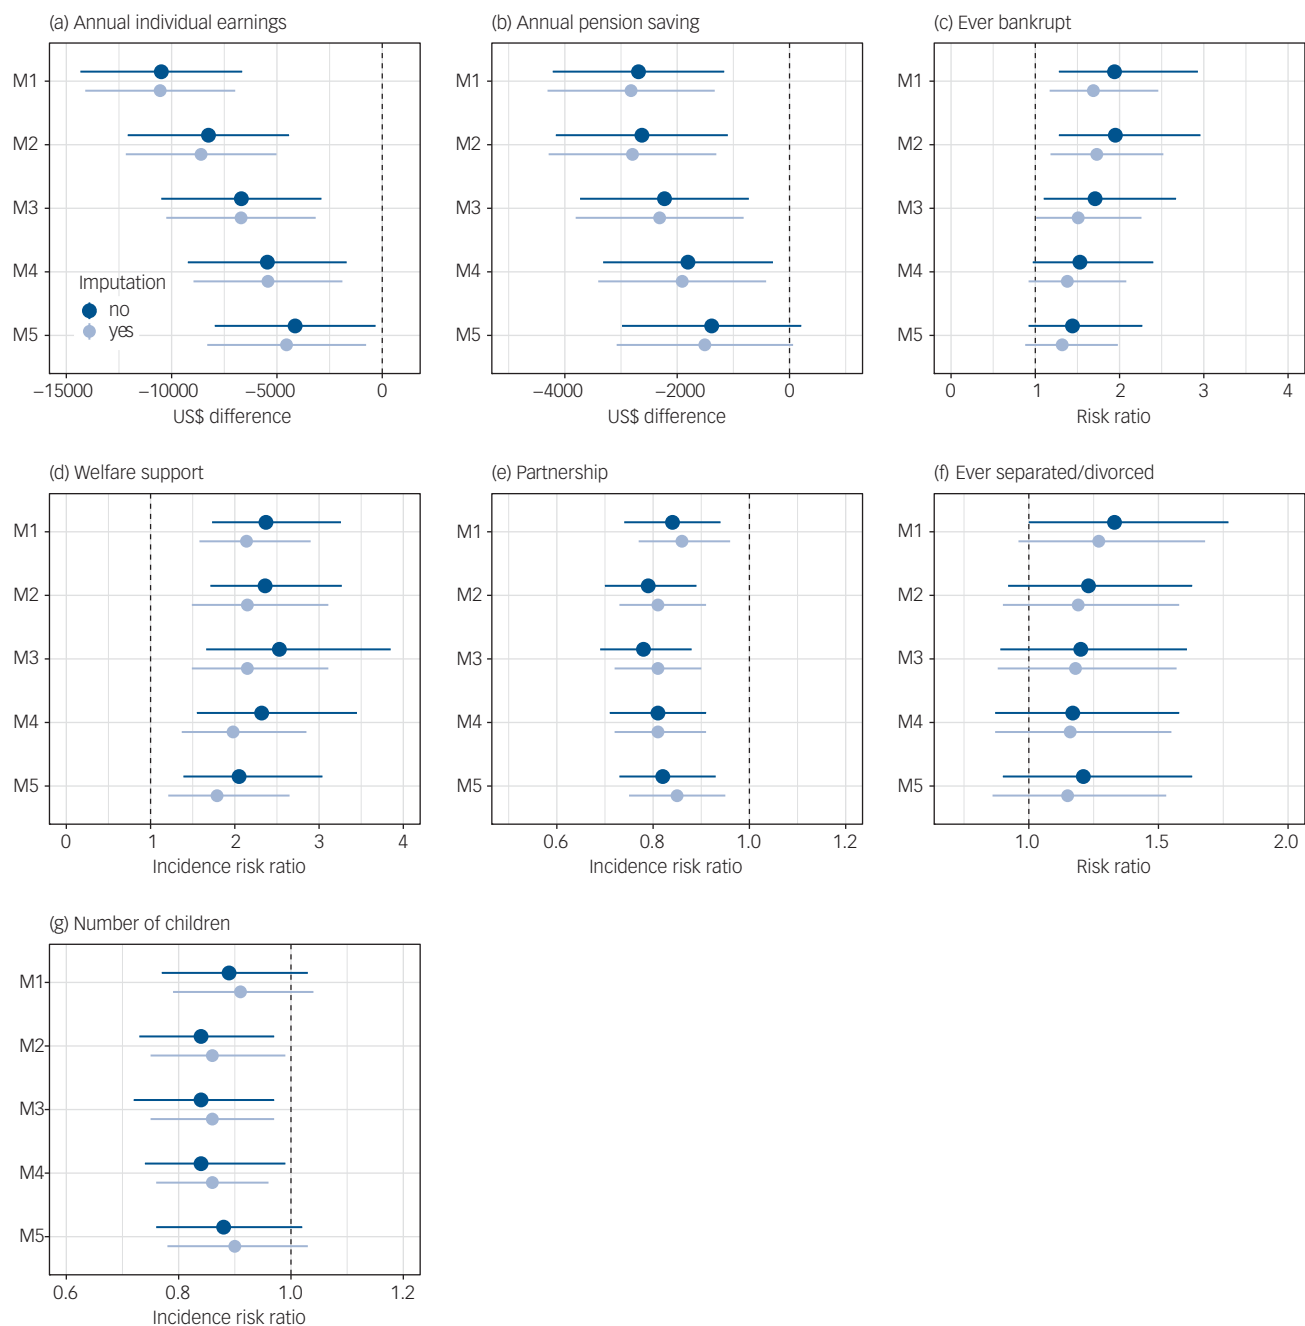 (a) Annual individual earnings
M1
M2
M3
M4
M5
Imputation
no
yes
−15000 −10000 −5000 0
US$ difference
(b) Annual pension saving
M1
M2
M3
M4
M5
−4000 −2000 0
US$ difference
(c) Ever bankrupt
M1
M2
M3
M4
M5
0 1 2 3 4
Risk ratio
(d) Welfare support
M1
M2
M3
M4
M5
0 1 2 3 4
Incidence risk ratio
(e) Partnership
M1
M2
M3
M4
M5
0.6 0.8 1.0 1.2
Incidence risk ratio
(f) Ever separated/divorced
M1
M2
M3
M4
M5
1.0 1.5 2.0
Risk ratio
(g) Number of children
M1
M2
M3
M4
M5
0.6 0.8 1.0 1.2
Incidence risk ratio